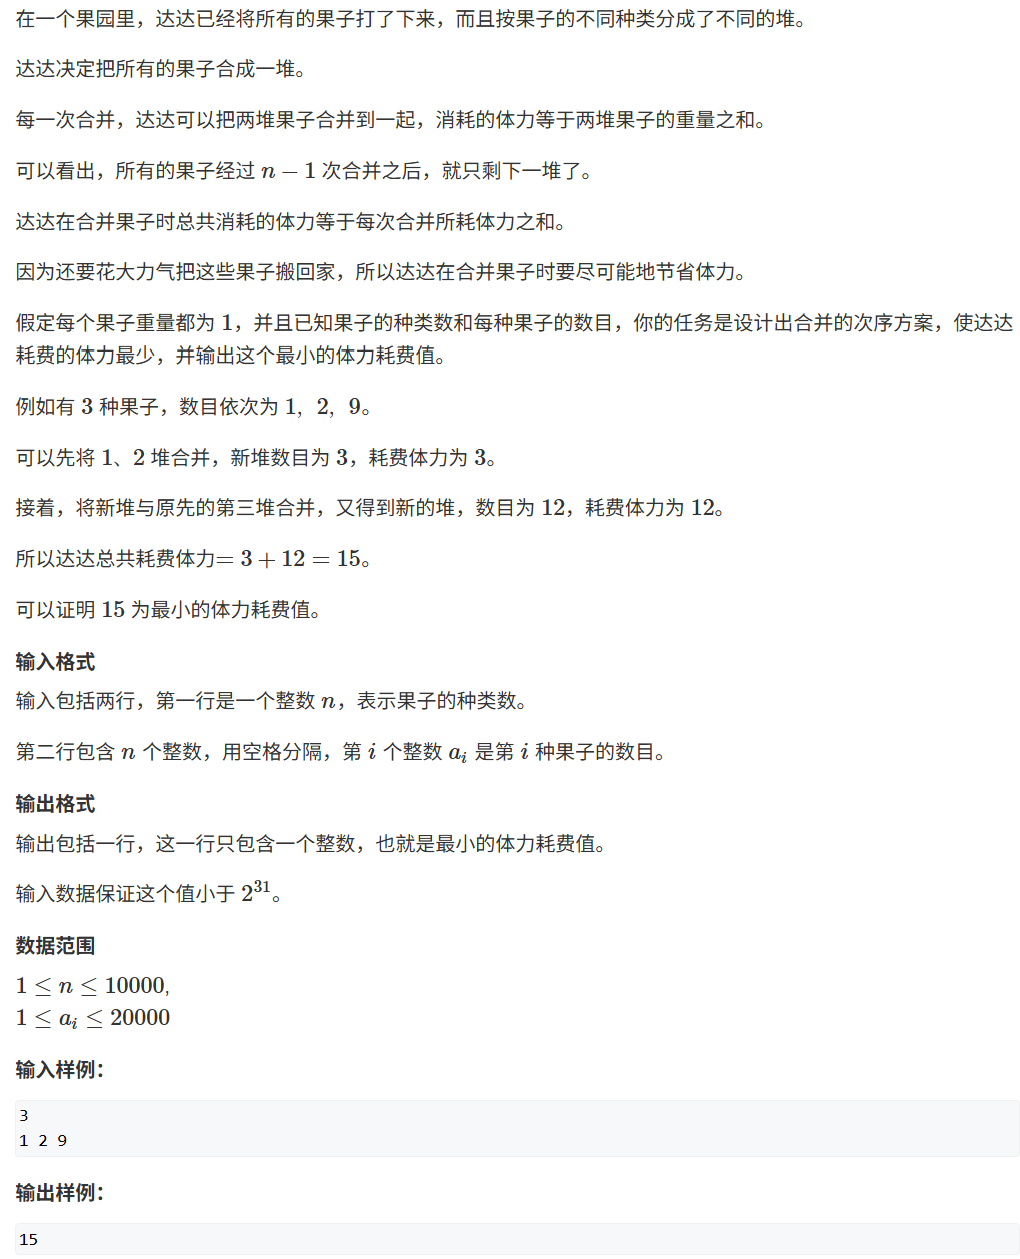 在一个果园里，达达已经将所有的果子打了下来，而且按果子的不同种类分成了不同的堆。
达达决定把所有的果子合成一堆。
每一次合并，达达可以把两堆果子合并到一起，消耗的体力等于两堆果子的重量之和。
可以看出，所有的果子经过 n − 1 次合并之后，就只剩下一堆了。
达达在合并果子时总共消耗的体力等于每次合并所耗体力之和。
因为还要花大力气把这些果子搬回家，所以达达在合并果子时要尽可能地节省体力。
假定每个果子重量都为 1，并且已知果子的种类数和每种果子的数目，你的任务是设计出合并的次序方案，使达达
耗费的体力最少，并输出这个最小的体力耗费值。
例如有 3 种果子，数目依次为 1，2，9。
可以先将 1、2 堆合并，新堆数目为 3，耗费体力为 3。
接着，将新堆与原先的第三堆合并，又得到新的堆，数目为 12，耗费体力为 12。
所以达达总共耗费体力= 3 + 12 = 15。
可以证明 15 为最小的体力耗费值。
输入格式
输入包括两行，第一行是一个整数 n，表示果子的种类数。
第二行包含 n 个整数，用空格分隔，第 i 个整数 aᵢ 是第 i 种果子的数目。
输出格式
输出包括一行，这一行只包含一个整数，也就是最小的体力耗费值。
输入数据保证这个值小于 2³¹。
数据范围
1 ≤ n ≤ 10000,
1 ≤ aᵢ ≤ 20000
输入样例：
3
1 2 9
输出样例：
15